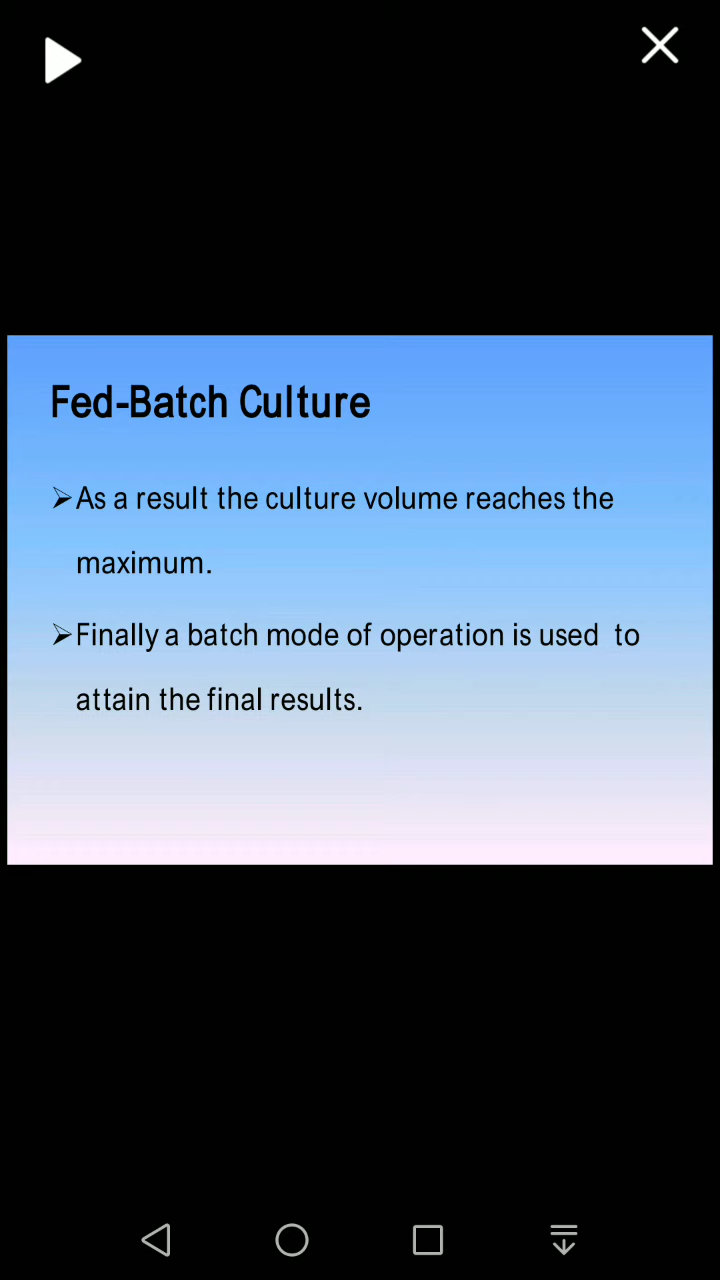 Fed-Batch Culture
➢As a result the culture volume reaches the
maximum.
➢Finally a batch mode of operation is used  to
attain the final results.